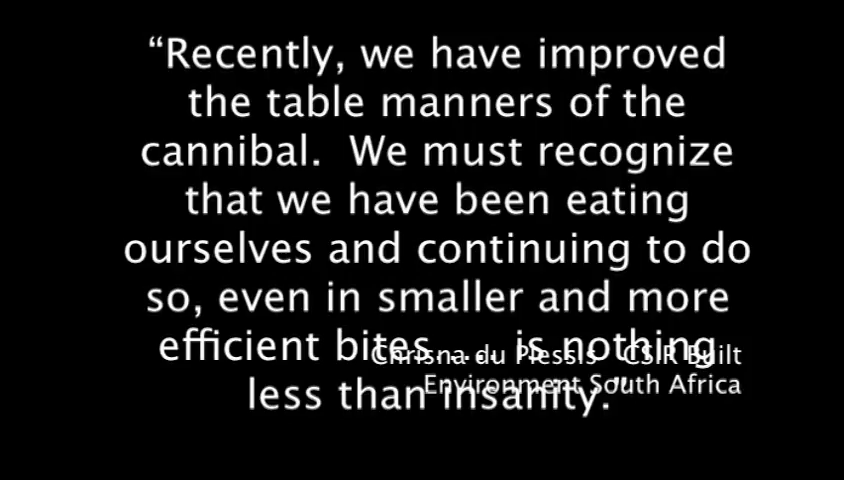 “Recently, we have improved
the table manners of the
cannibal.  We must recognize
that we have been eating
ourselves and continuing to do
so, even in smaller and more
efficient bites.... is nothing
less than insanity.”
Chrisna du Plessis   CSIR Built
Environment South Africa